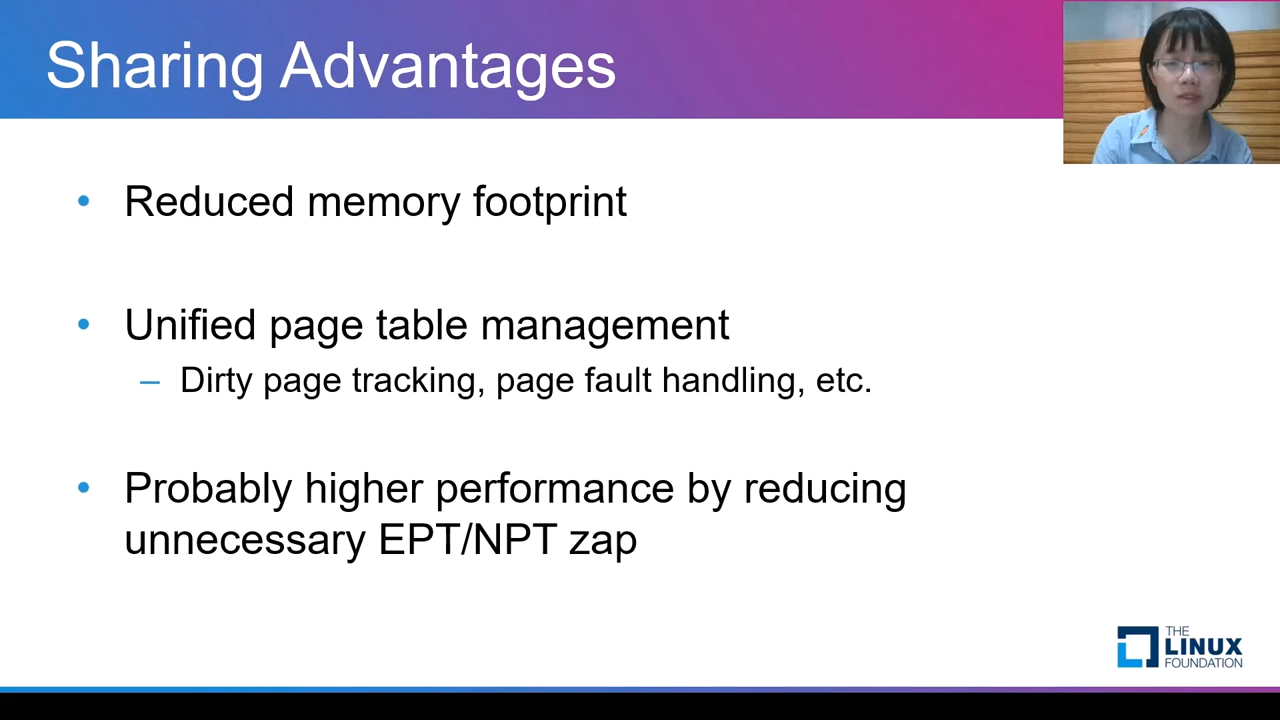 Sharing Advantages
• Reduced memory footprint
• Unified page table management
– Dirty page tracking, page fault handling, etc.
• Probably higher performance by reducing
unnecessary EPT/NPT zap
THE
LINUX
FOUNDATION